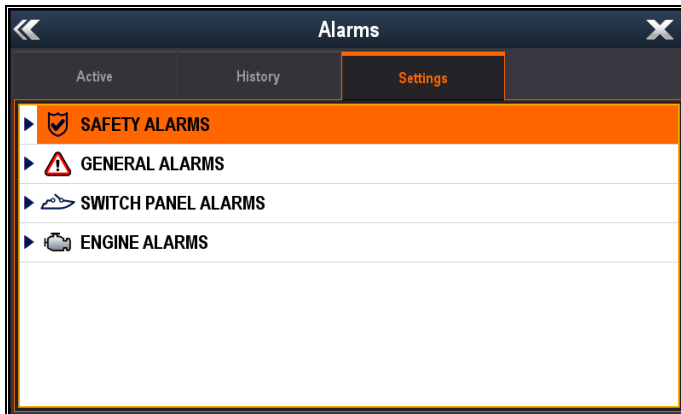 Alarms
Active History Settings
SAFETY ALARMS
GENERAL ALARMS
SWITCH PANEL ALARMS
ENGINE ALARMS